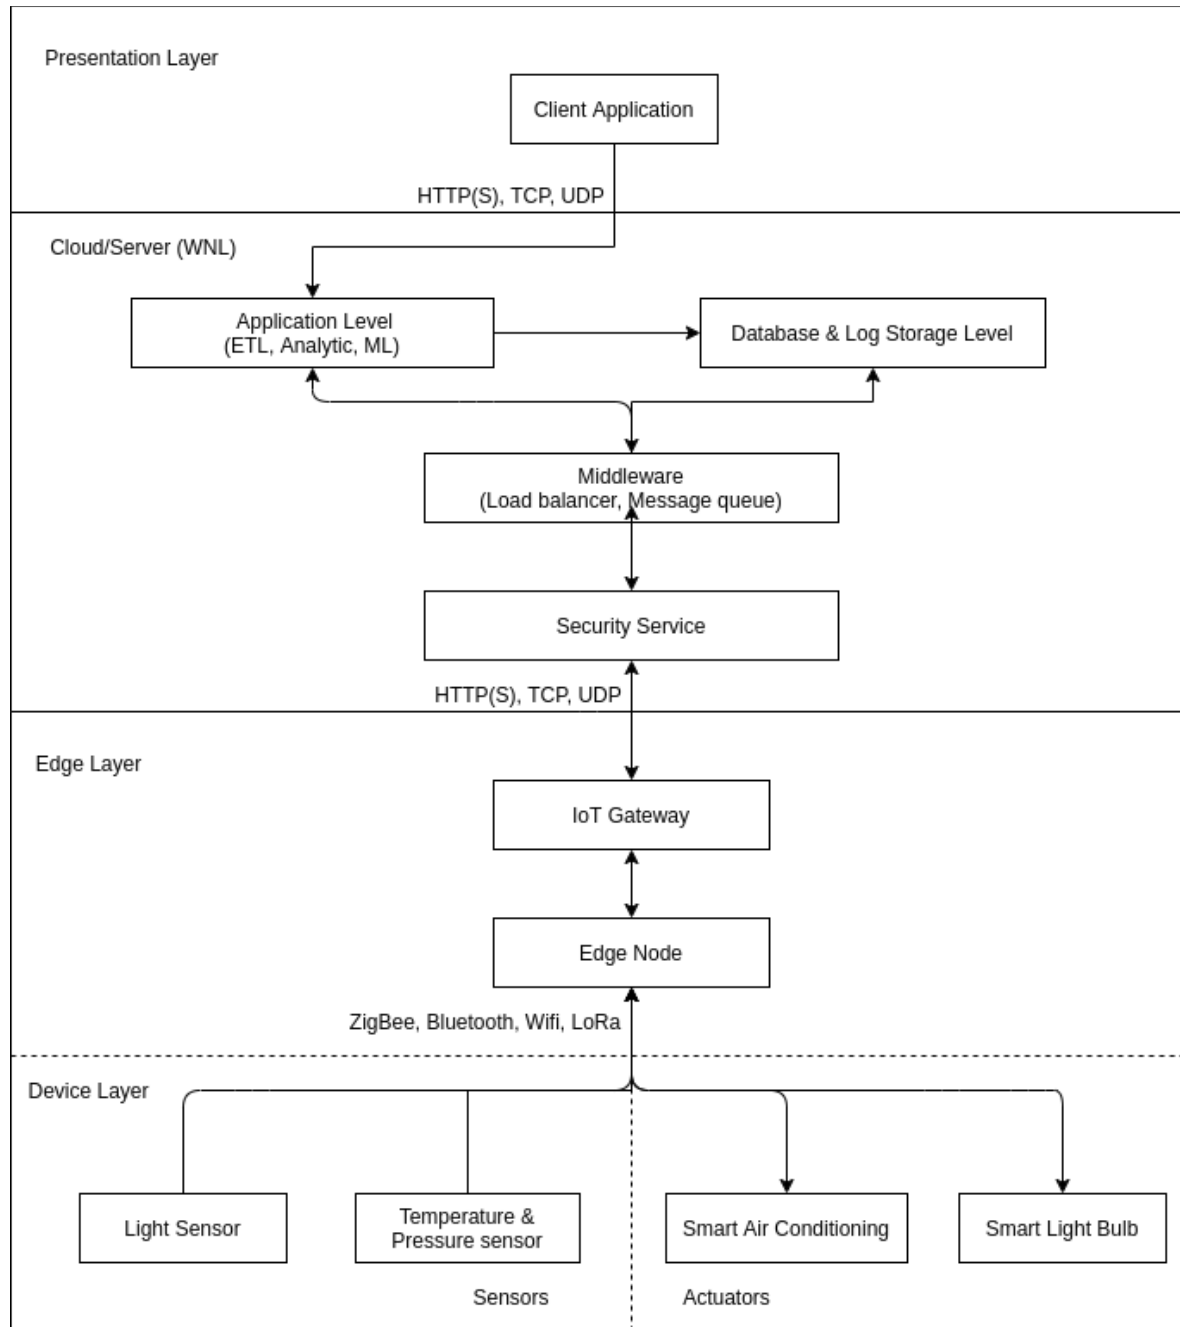 Presentation Layer
Client Application
HTTP(S), TCP, UDP
Cloud/Server (WNL)
Application Level
(ETL, Analytic, ML)
Database & Log Storage Level
Middleware
(Load balancer, Message queue)
Security Service
HTTP(S), TCP, UDP
Edge Layer
IoT Gateway
Edge Node
ZigBee, Bluetooth, Wifi, LoRa
Device Layer
Light Sensor
Temperature &
Pressure sensor
Smart Air Conditioning
Smart Light Bulb
Sensors
Actuators